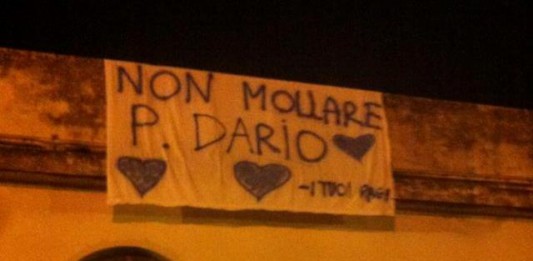 NON MOLLARE
P. DARIO
- I TUOI